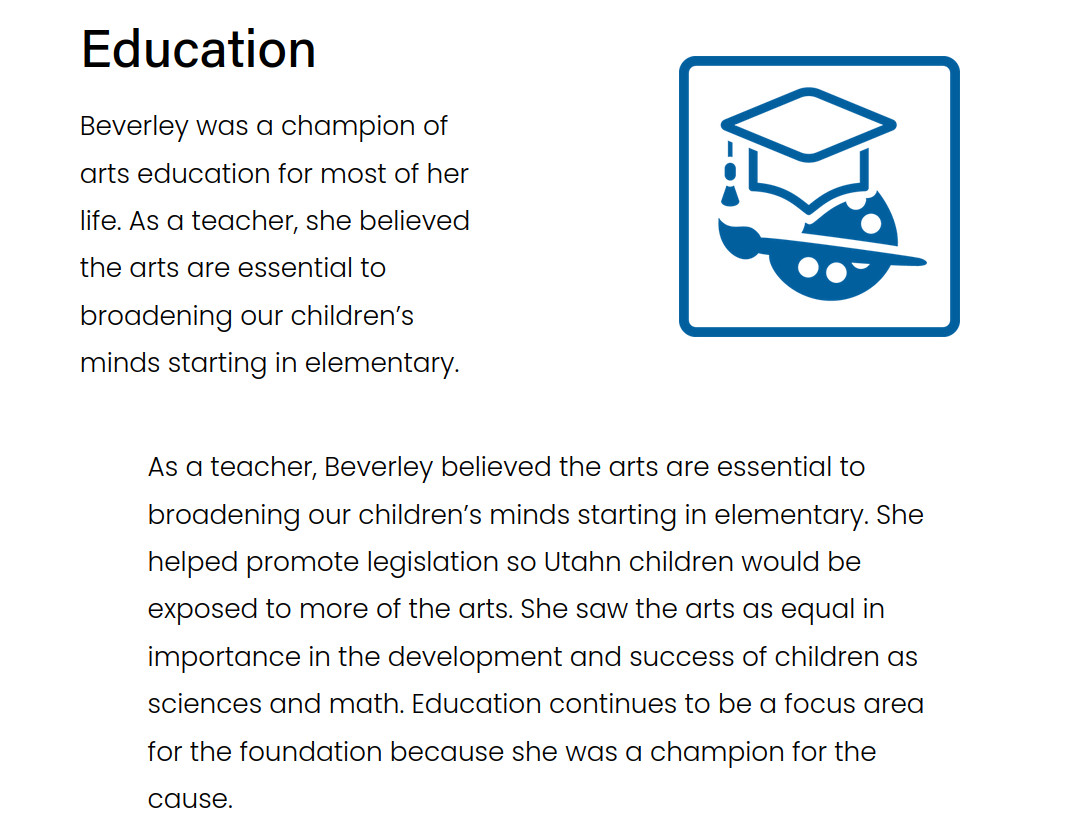 Education
Beverley was a champion of
arts education for most of her
life. As a teacher, she believed
the arts are essential to
broadening our children’s
minds starting in elementary.
As a teacher, Beverley believed the arts are essential to
broadening our children’s minds starting in elementary. She
helped promote legislation so Utahn children would be
exposed to more of the arts. She saw the arts as equal in
importance in the development and success of children as
sciences and math. Education continues to be a focus area
for the foundation because she was a champion for the
cause.